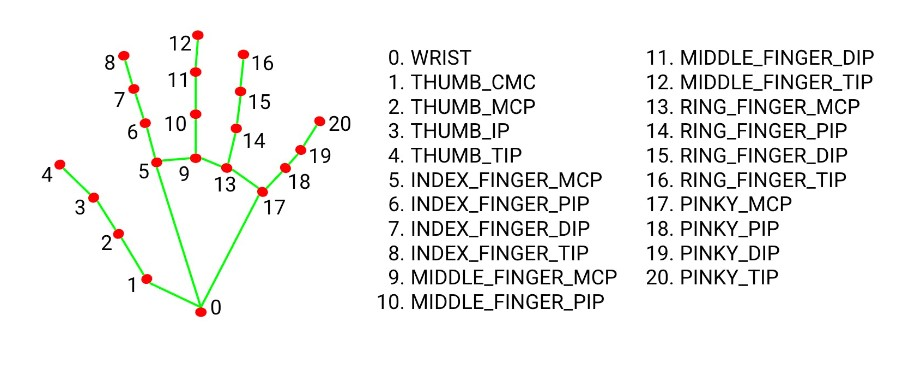 12
8
16
11
7
15
10
6
14
20
19
5
9
13
18
4
17
3
2
1
0
0. WRIST
1. THUMB_CMC
2. THUMB_MCP
3. THUMB_IP
4. THUMB_TIP
5. INDEX_FINGER_MCP
6. INDEX_FINGER_PIP
7. INDEX_FINGER_DIP
8. INDEX_FINGER_TIP
9. MIDDLE_FINGER_MCP
10. MIDDLE_FINGER_PIP
11. MIDDLE_FINGER_DIP
12. MIDDLE_FINGER_TIP
13. RING_FINGER_MCP
14. RING_FINGER_PIP
15. RING_FINGER_DIP
16. RING_FINGER_TIP
17. PINKY_MCP
18. PINKY_PIP
19. PINKY_DIP
20. PINKY_TIP